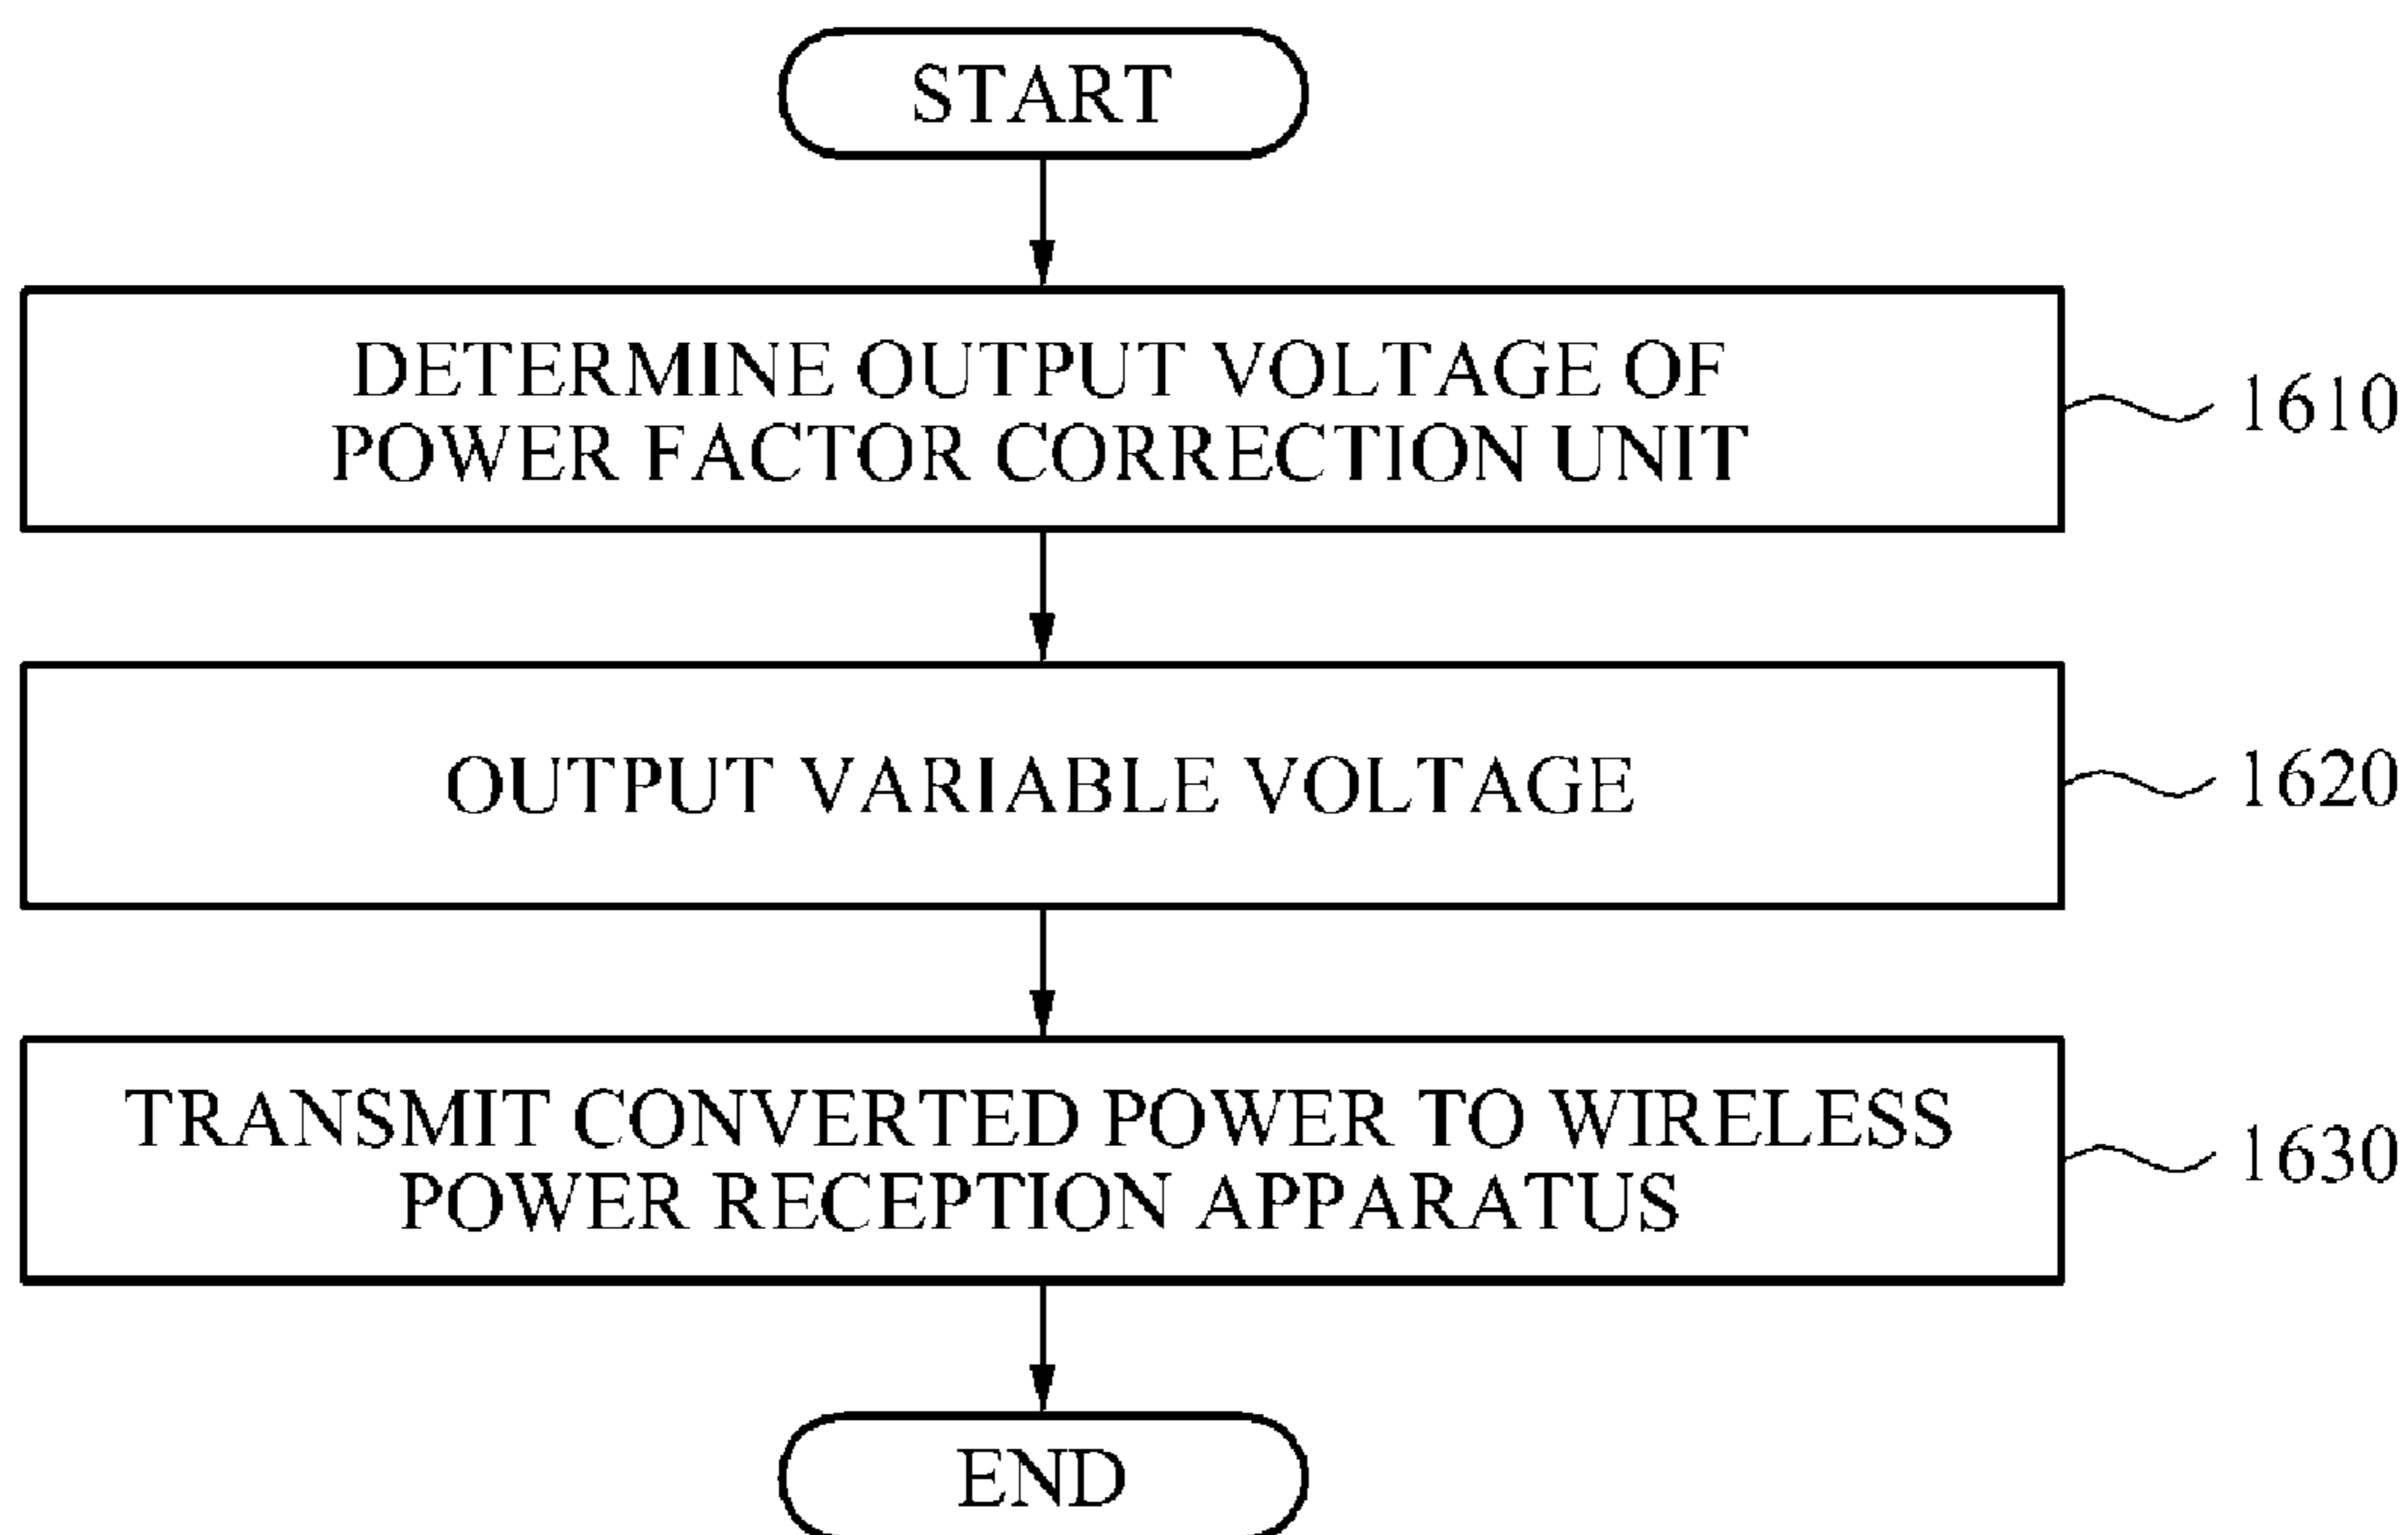 START
DETERMINE OUTPUT VOLTAGE OF
POWER FACTOR CORRECTION UNIT
1610
OUTPUT VARIABLE VOLTAGE
1620
TRANSMIT CONVERTED POWER TO WIRELESS
POWER RECEPTION APPARATUS
1630
END